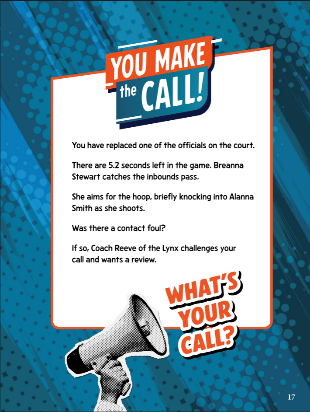 YOU MAKE
the CALL!
You have replaced one of the officials on the court.
There are 5.2 seconds left in the game. Breanna
Stewart catches the inbounds pass.
She aims for the hoop, briefly knocking into Alanna
Smith as she shoots.
Was there a contact foul?
If so, Coach Reeve of the Lynx challenges your
call and wants a review.
WHAT'S
YOUR
CALL?
17